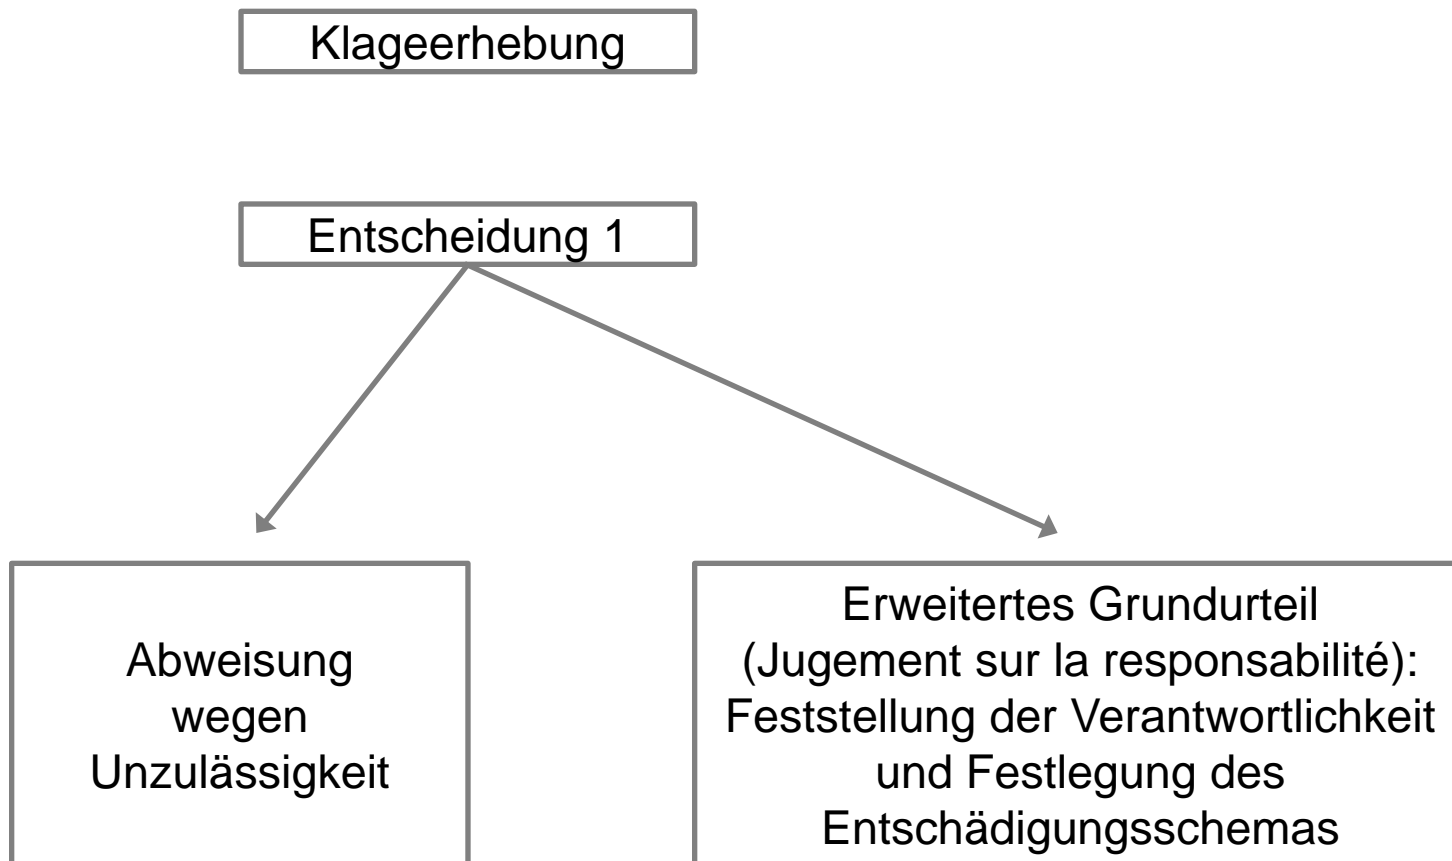 Klageerhebung
Entscheidung 1
Abweisung
wegen
Unzulässigkeit
Erweitertes Grundurteil
(Jugement sur la responsabilité):
Feststellung der Verantwortlichkeit
und Festlegung des
Entschädigungsschemas